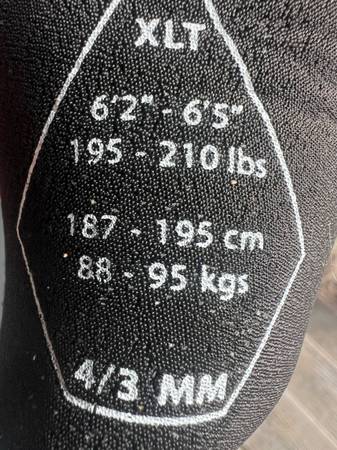 XLT
6'2" - 6'5"
195 - 210 lbs
187 - 195 cm
88 - 95 kgs
4/3 MM